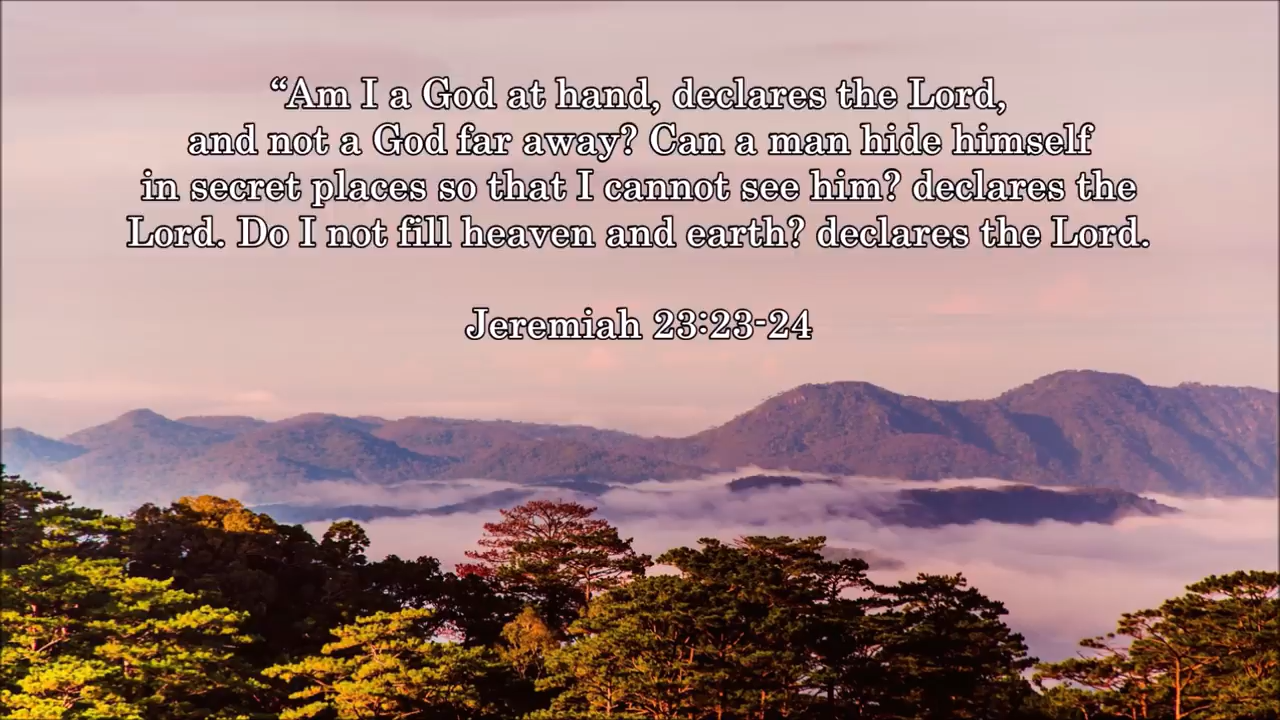 “Am I a God at hand, declares the Lord,
and not a God far away? Can a man hide himself
in secret places so that I cannot see him? declares the
Lord. Do I not fill heaven and earth? declares the Lord.
Jeremiah 23:23-24